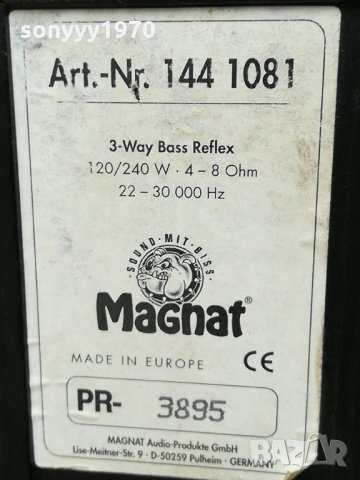 sonyyy1970
Art.-Nr. 144 1081
3-Way Bass Reflex
120/240 W · 4 – 8 Ohm
22 – 30 000 Hz
·SOUND·MIT·BISS·
Magnat®
MADE IN EUROPE CE
PR- 3895
MAGNAT Audio-Produkte GmbH
Lise-Meitner-Str. 9 · D-50259 Pulheim - GERMANY
BAZAR